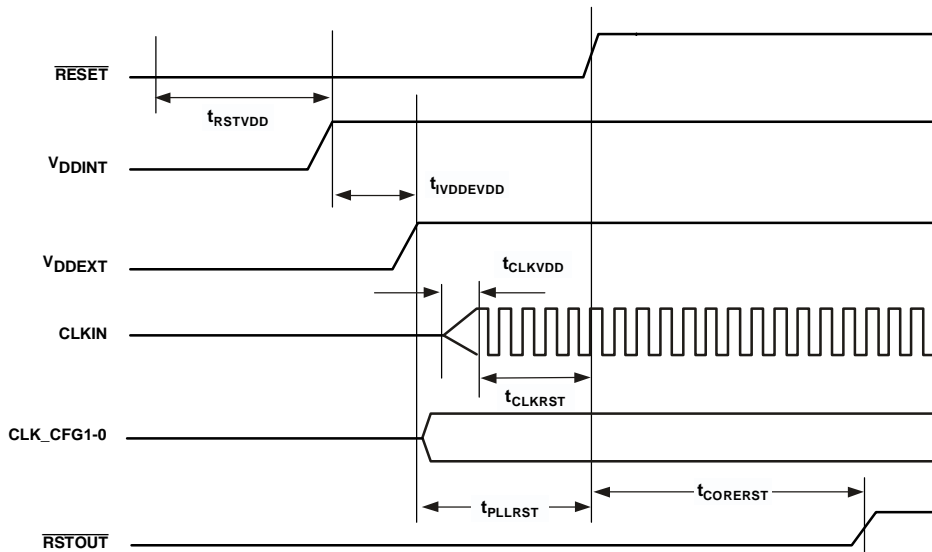 RESET
tRSTVDD
VDDINT
tIVDDEVDD
VDDEXT
tCLKVDD
CLKIN
tCLKRST
CLK_CFG1-0
tCORERST
tPLLRST
RSTOUT